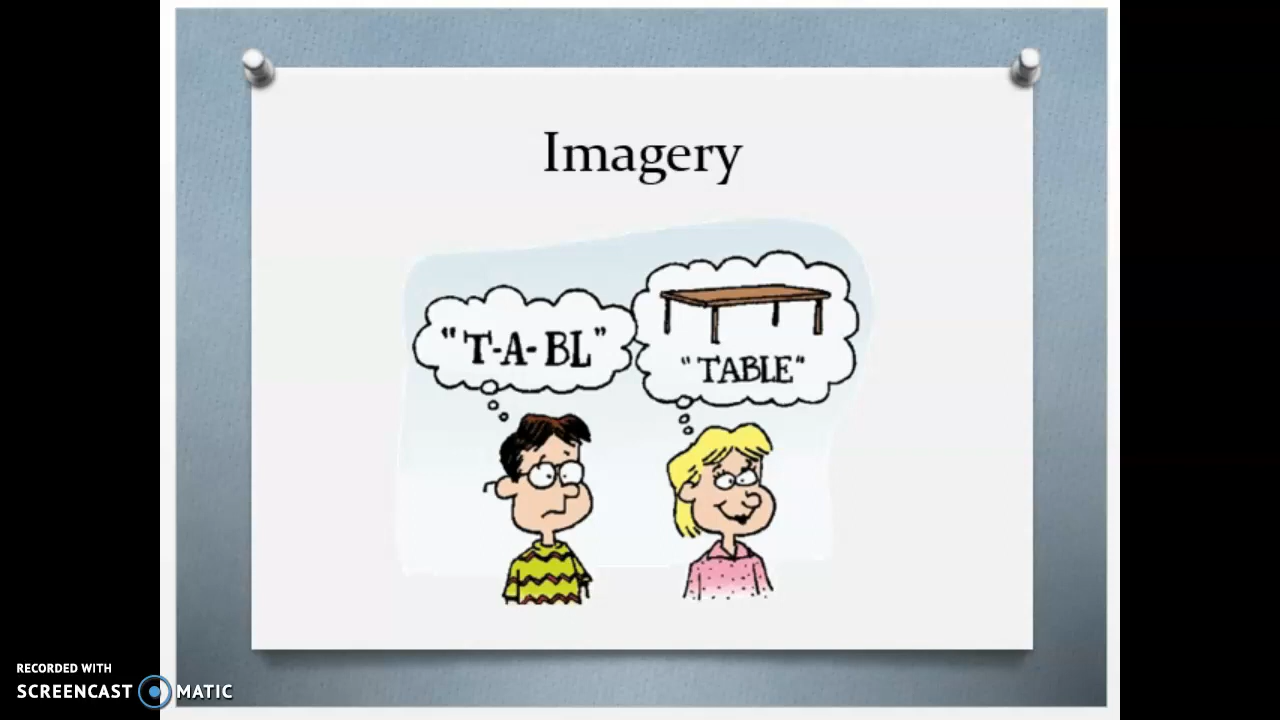 Imagery
"T-A-BL"
"TABLE"
RECORDED WITH
SCREENCAST MATIC